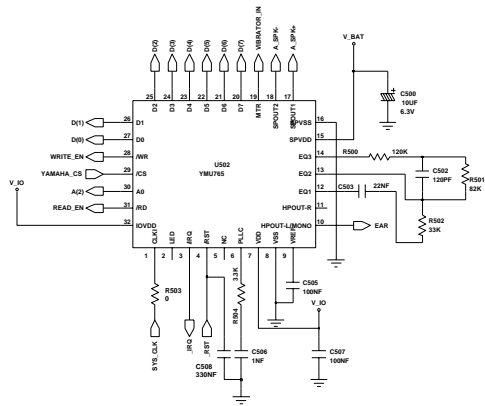 D(2)
D(3)
D(4)
D(5)
D(6)
D(7)
VIBRATOR_IN
A_SPK-
A_SPK+
V_BAT
C500
10UF
6.3V
25 24 23 22 21 20 19 18 17
D2
D3
D4
D5
D6
D7
MTR
SPOUT2
SPOUT1
D(1) 26 D1
D(0) 27 D0
WRITE_EN 28 /WR
YAMAHA_CS 29 /CS
A(2) 30 A0
READ_EN 31 /RD
V_IO
32 IOVDD
U502
YMU765
SPVSS 16
SPVDD 15
EQ3 14
EQ2 13
EQ1 12
HPOUT-R 11
HPOUT-L/MONO 10
R500 120K
C502
120PF
R501
82K
C503 22NF
R502
33K
EAR
CLKI
LED
/IRQ
/RST
NC
PLLC
VDD
VSS
VREF
1 2 3 4 5 6 7 8 9
R503
0
3.3K
R504
C505
100NF
V_IO
SYS_CLK
_IRQ
_RST
C508
330NF
C506
1NF
C507
100NF